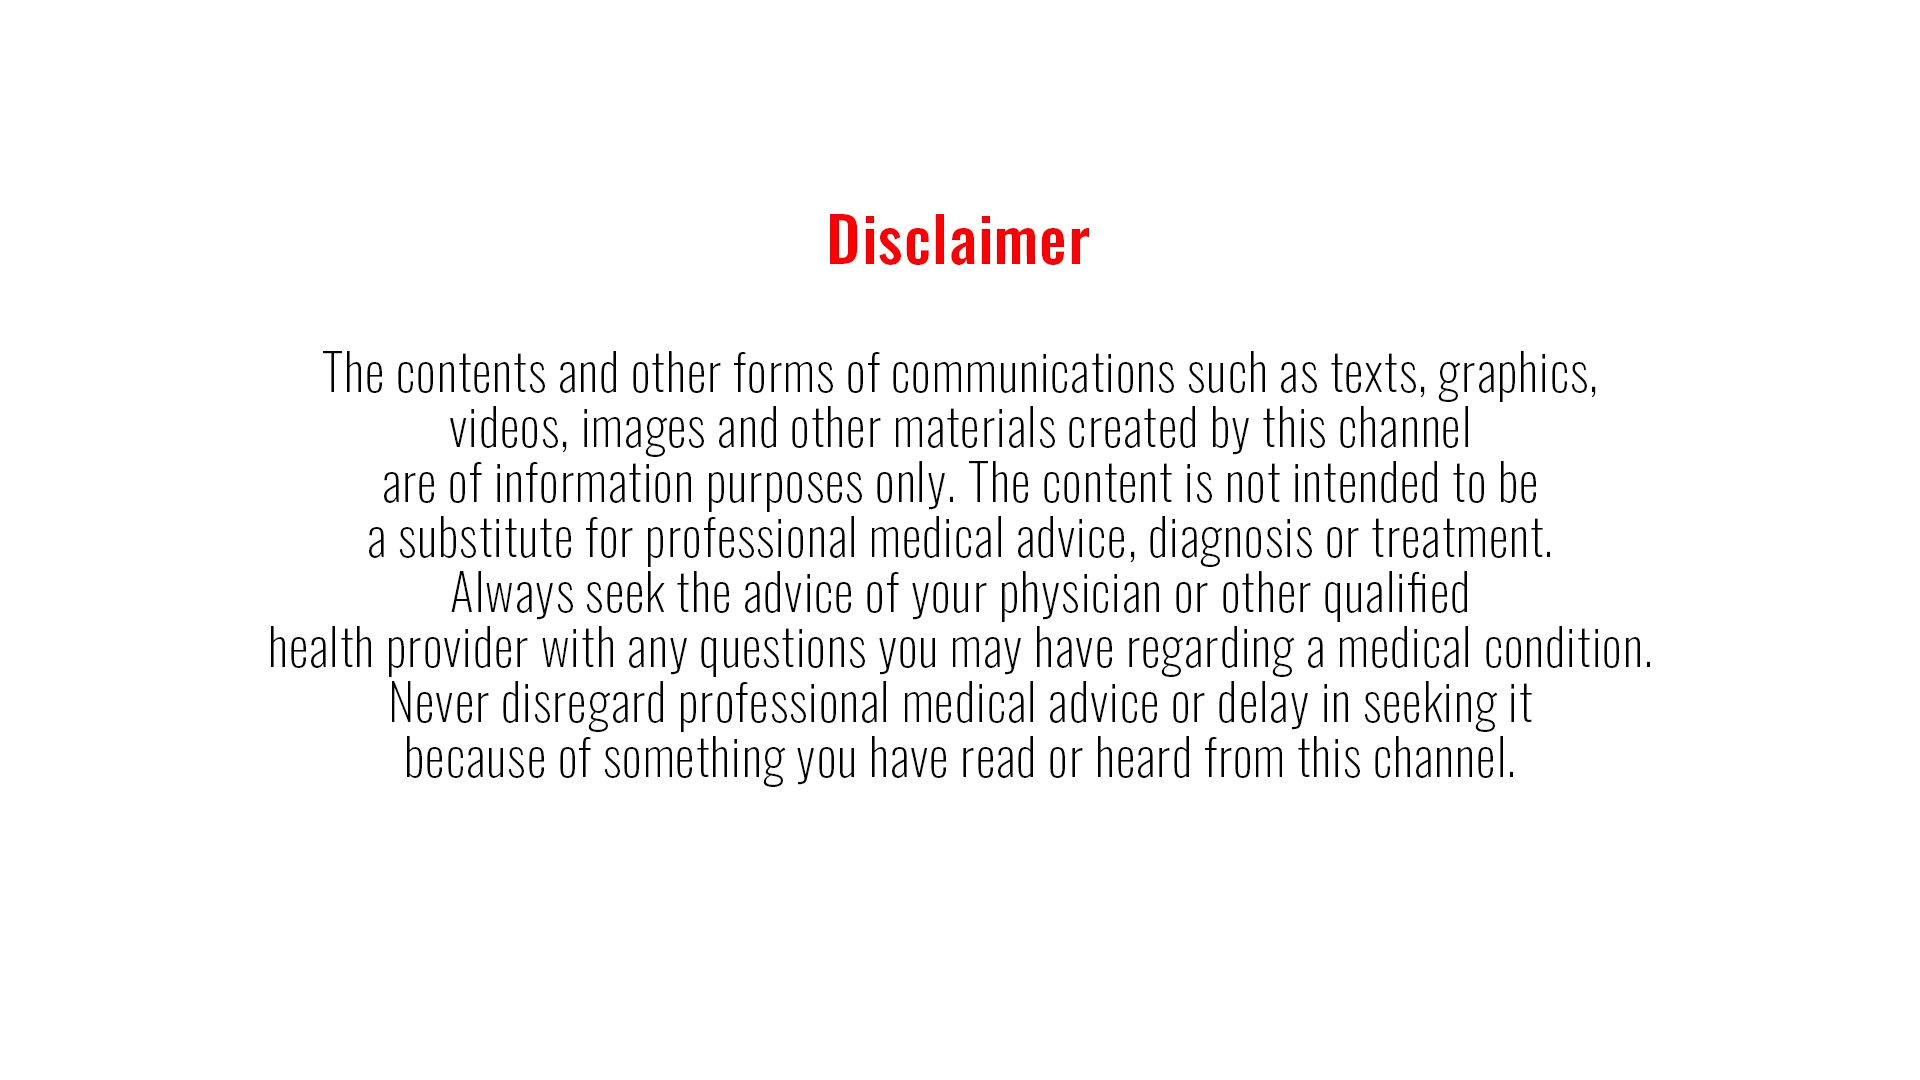 Disclaimer
The contents and other forms of communications such as texts, graphics,
videos, images and other materials created by this channel
are of information purposes only. The content is not intended to be
a substitute for professional medical advice, diagnosis or treatment.
Always seek the advice of your physician or other qualified
health provider with any questions you may have regarding a medical condition.
Never disregard professional medical advice or delay in seeking it
because of something you have read or heard from this channel.